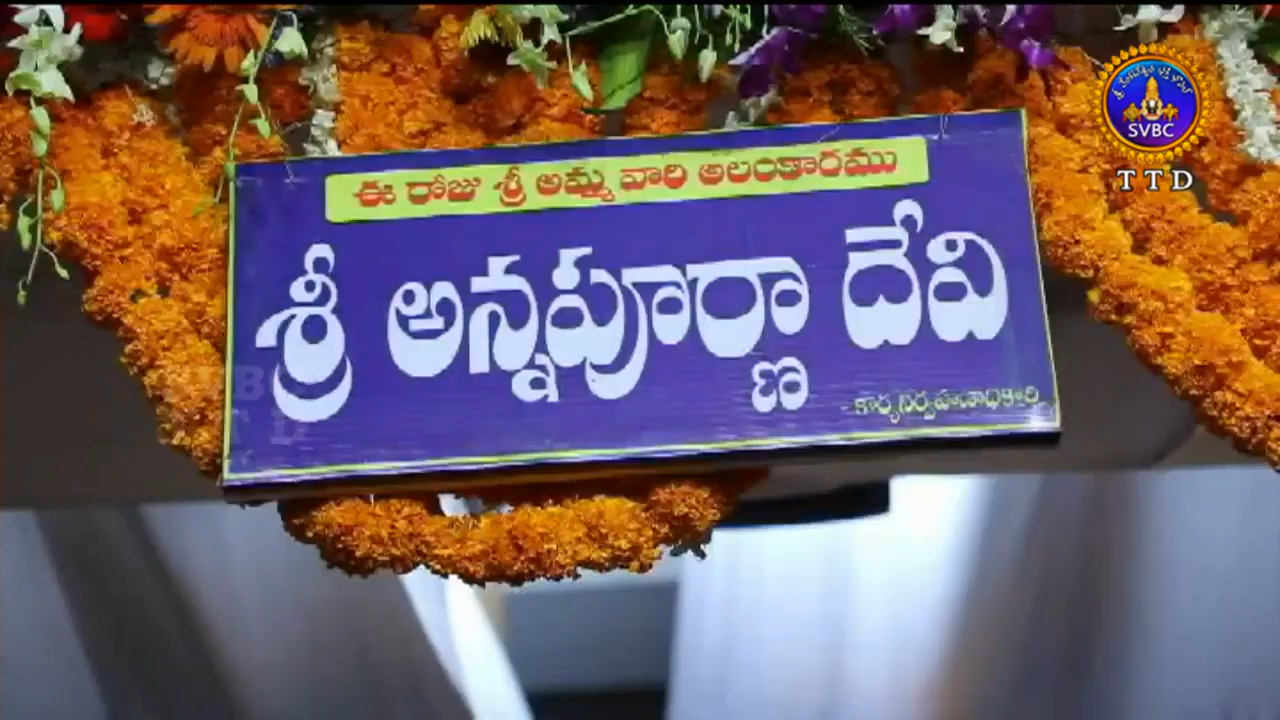 ఈ రోజు శ్రీ అమ్మ వారి అలంకారము
శ్రీ అన్నపూర్ణా దేవి
- కార్యనిర్వహణాధికారి
SVBC
TTD